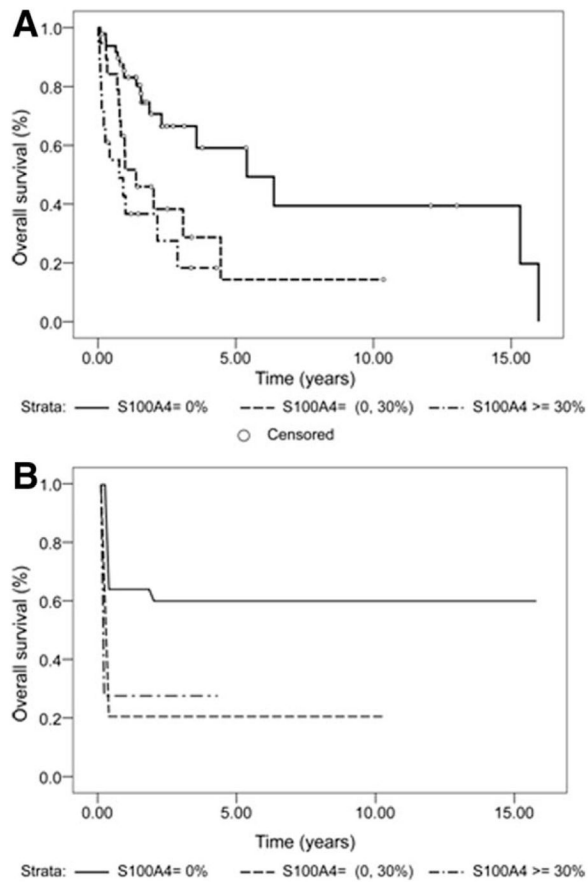 A
1.0
0.8
0.6
0.4
0.2
0.0
Overall survival (%)
0.00 5.00 10.00 15.00
Time (years)
Strata: S100A4= 0% S100A4= (0, 30%) S100A4 >= 30%
Censored
B
1.0
0.8
0.6
0.4
0.2
0.0
Overall survival (%)
0.00 5.00 10.00 15.00
Time (years)
Strata: S100A4= 0% S100A4= (0, 30%) S100A4 >= 30%